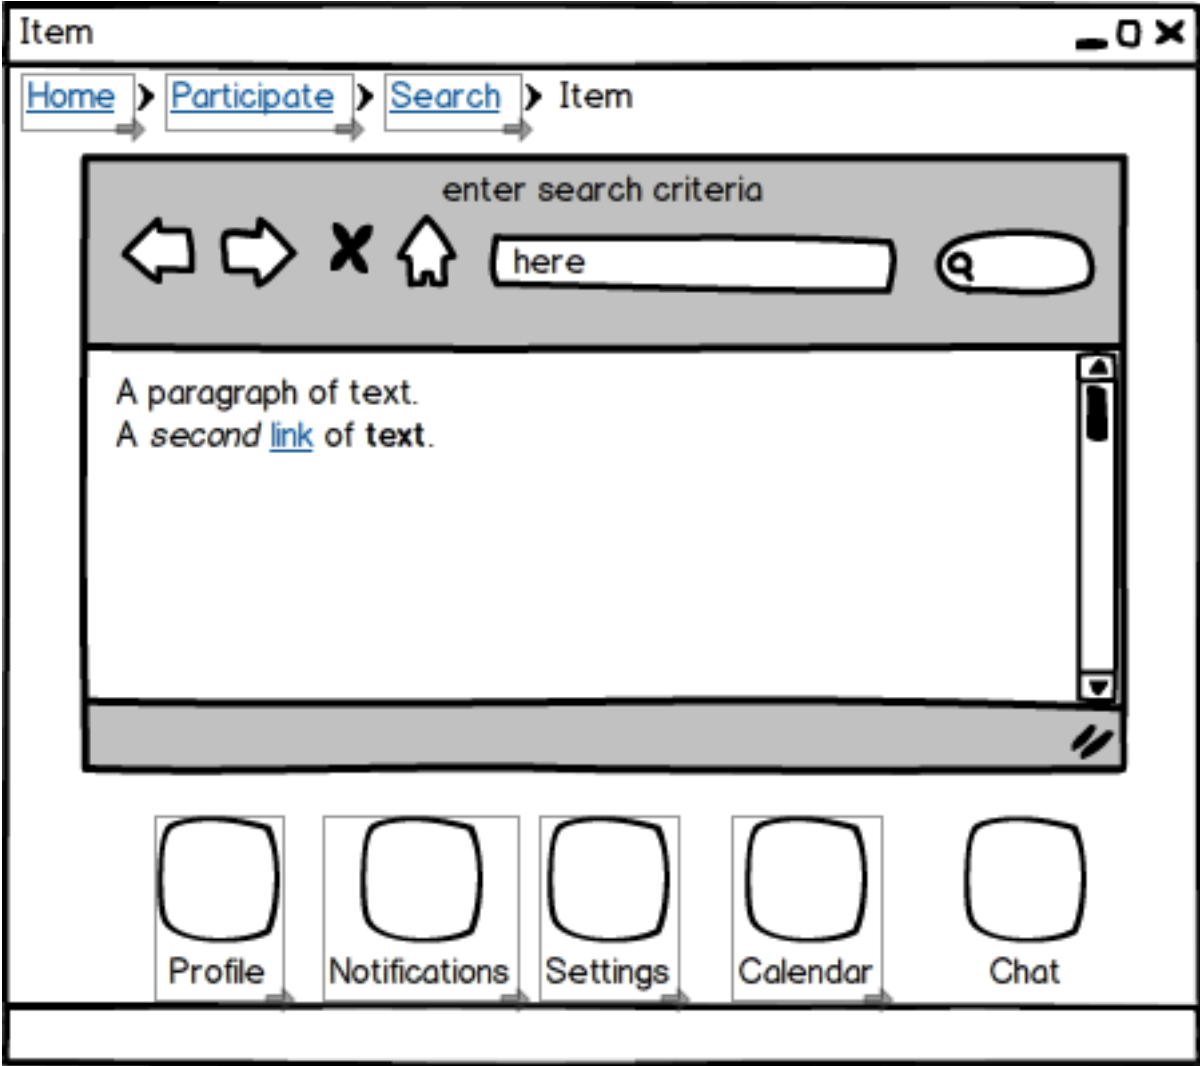 Item
Home Participate Search Item
enter search criteria
here
A paragraph of text.
A second link of text.
Profile Notifications Settings Calendar Chat